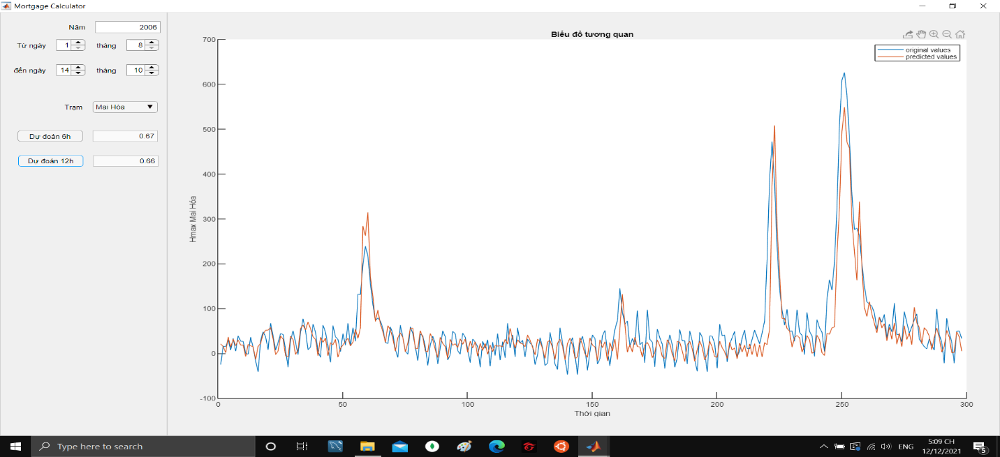 Mortgage Calculator
Năm 2006
Từ ngày 1 tháng 8
đến ngày 14 tháng 10
Trạm Mai Hóa
Dự đoán 6h 0.67
Dự đoán 12h 0.66
Biểu đồ tương quan
original values
predicted values
700
600
500
400
300
200
100
0
-100
Hmax Mai Hóa
0 50 100 150 200 250 300
Thời gian
Type here to search
ENG
5:09 CH
12/12/2021
5